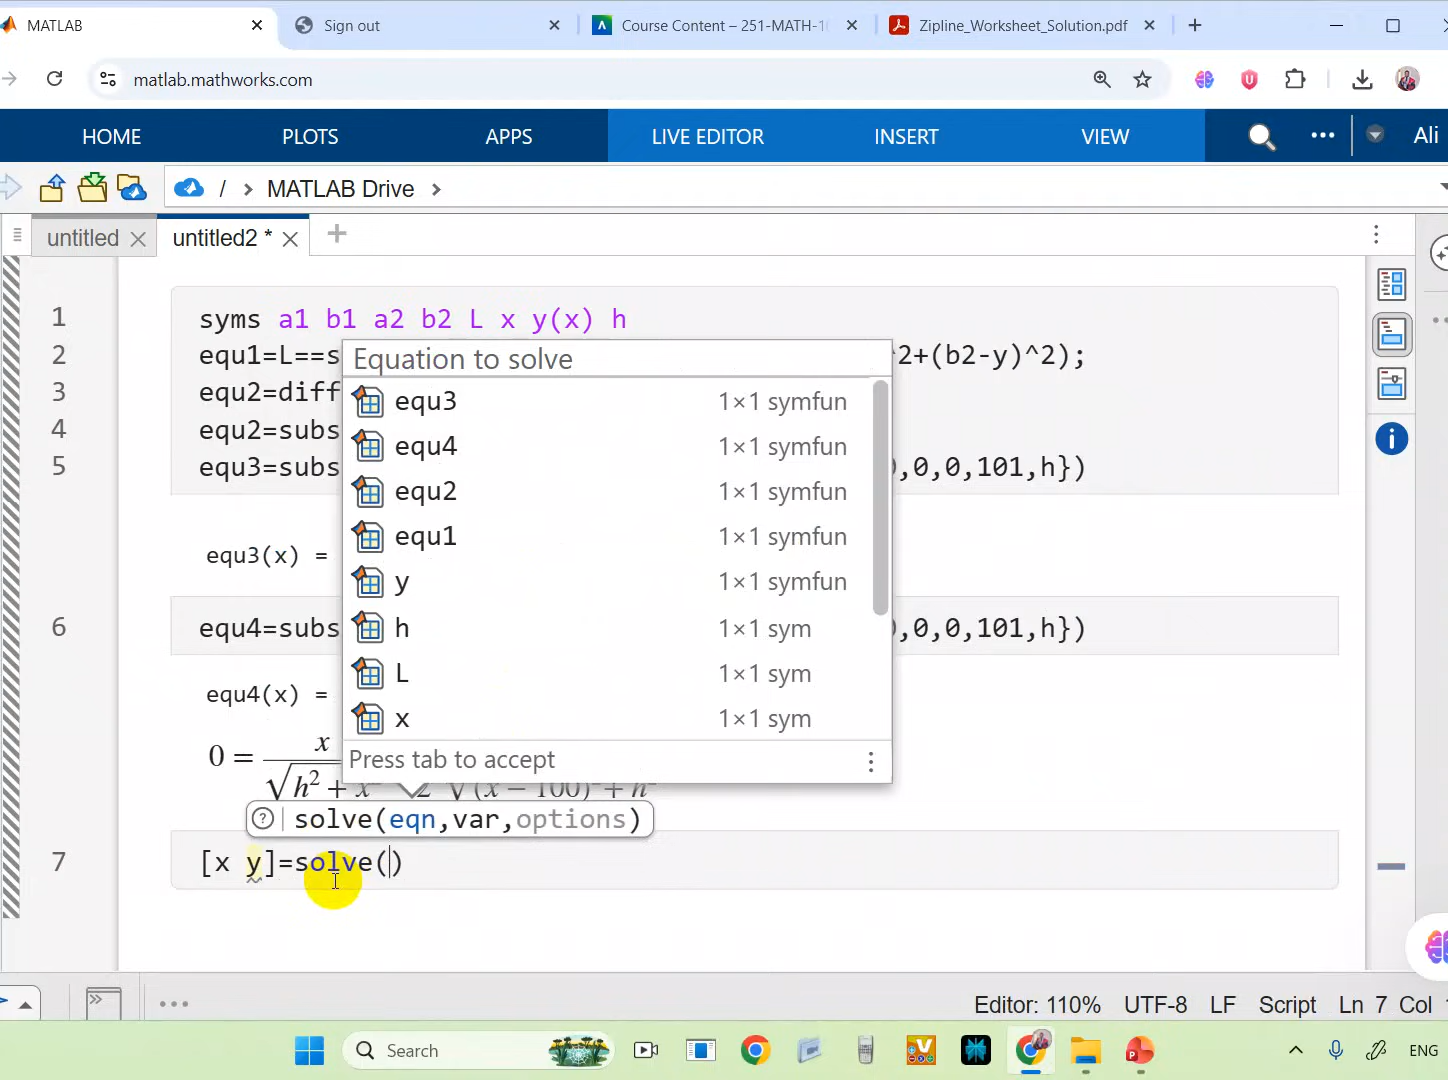 MATLAB
Sign out
Course Content – 251-MATH-1
Zipline_Worksheet_Solution.pdf
matlab.mathworks.com
HOME
PLOTS
APPS
LIVE EDITOR
INSERT
VIEW
Ali
/ > MATLAB Drive >
untitled
untitled2 *
1
syms a1 b1 a2 b2 L x y(x) h
2
equ1=L==s
^2+(b2-y)^2);
3
equ2=diff
4
equ2=subs
5
equ3=subs
,0,0,101,h})
Equation to solve
equ3 1×1 symfun
equ4 1×1 symfun
equ2 1×1 symfun
equ1 1×1 symfun
y 1×1 symfun
h 1×1 sym
L 1×1 sym
x 1×1 sym
Press tab to accept
equ3(x) =
6
equ4=subs
,0,0,101,h})
equ4(x) =
0 = x
solve(eqn,var,options)
7
[x y]=solve()
Editor: 110% UTF-8 LF Script Ln 7 Col
Search
ENG